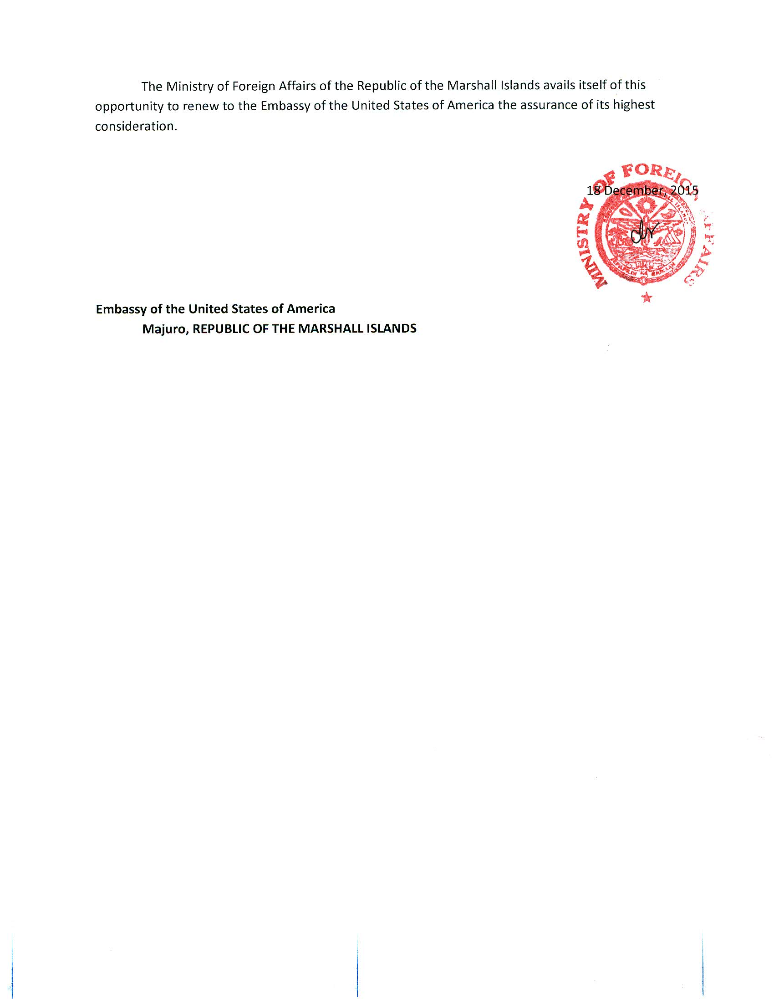 The Ministry of Foreign Affairs of the Republic of the Marshall Islands avails itself of this
opportunity to renew to the Embassy of the United States of America the assurance of its highest
consideration.
18 December, 2015
MINISTRY OF FOREIGN AFFAIRS
Embassy of the United States of America
Majuro, REPUBLIC OF THE MARSHALL ISLANDS